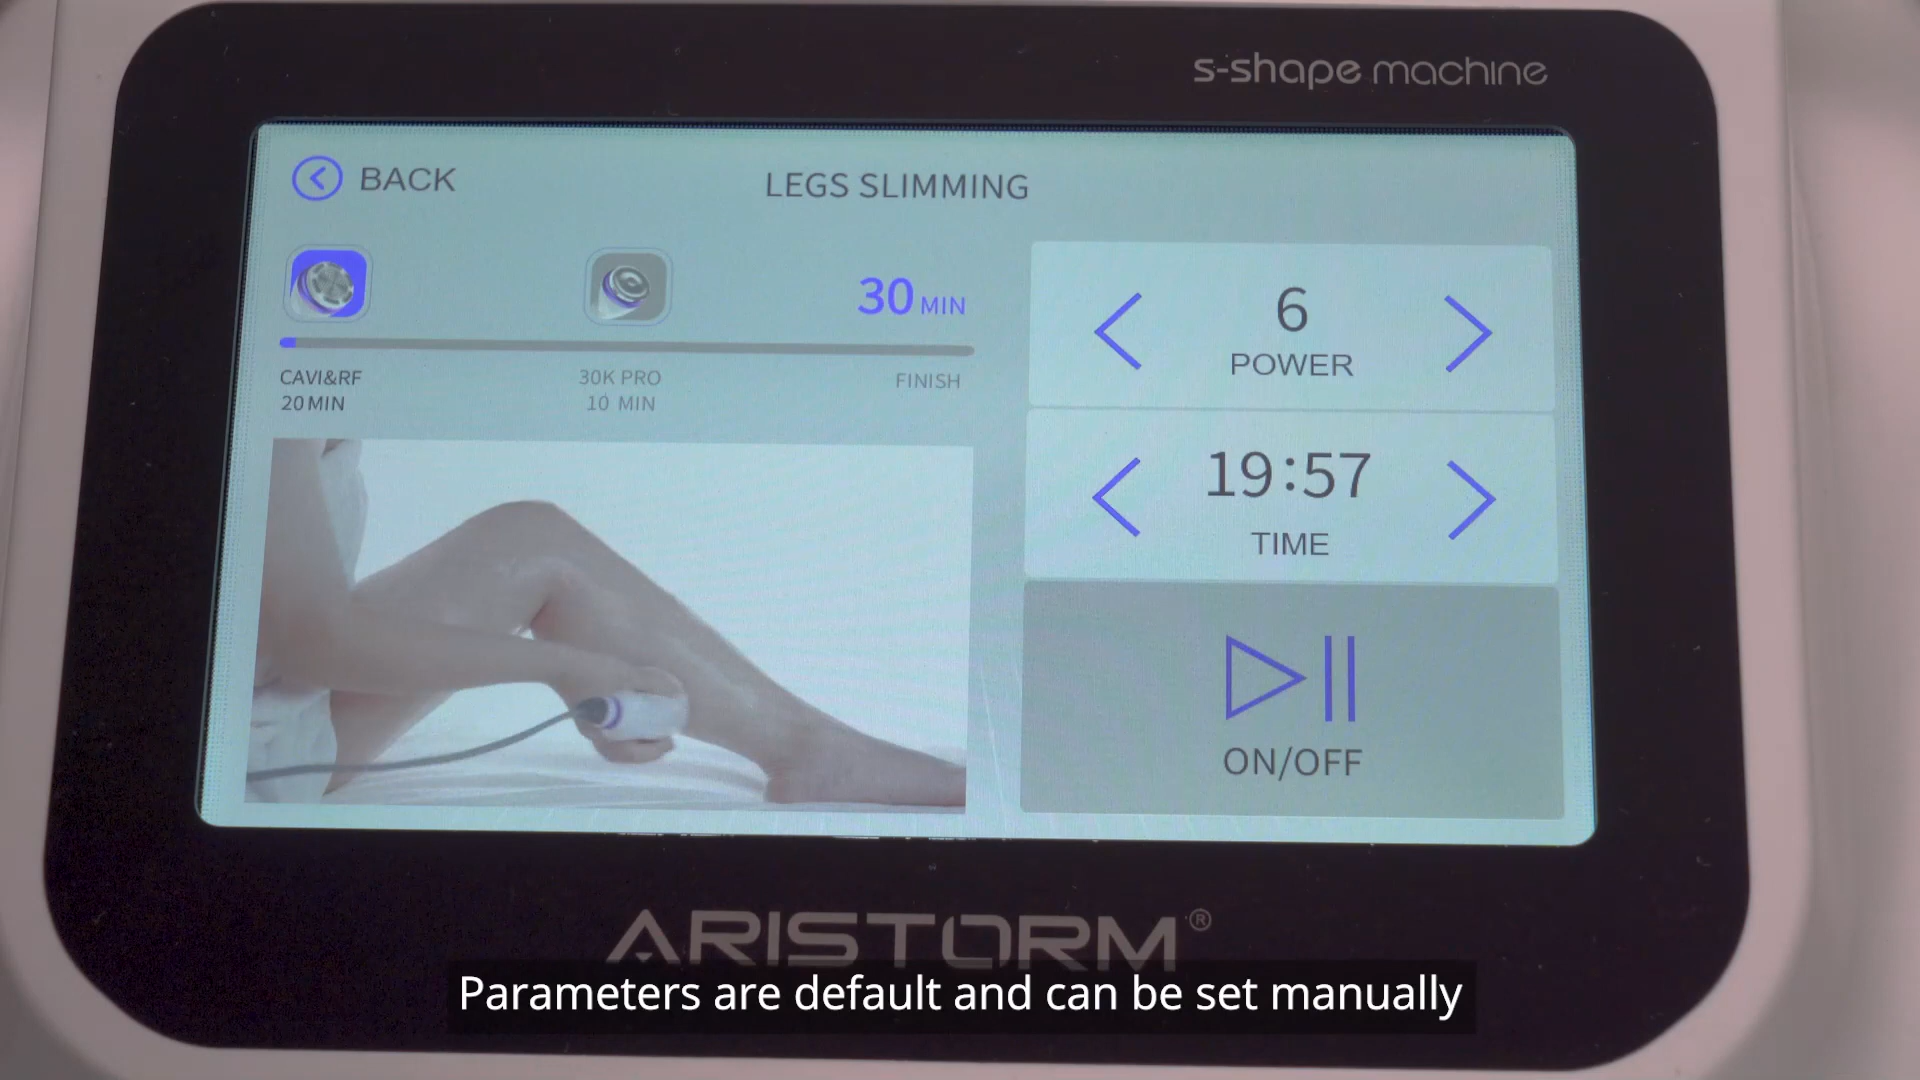 s-shape machine
BACK
LEGS SLIMMING
30 MIN
CAVI&RF
20 MIN
30K PRO
10 MIN
FINISH
6
POWER
19:57
TIME
ON/OFF
ARISTORM®
Parameters are default and can be set manually